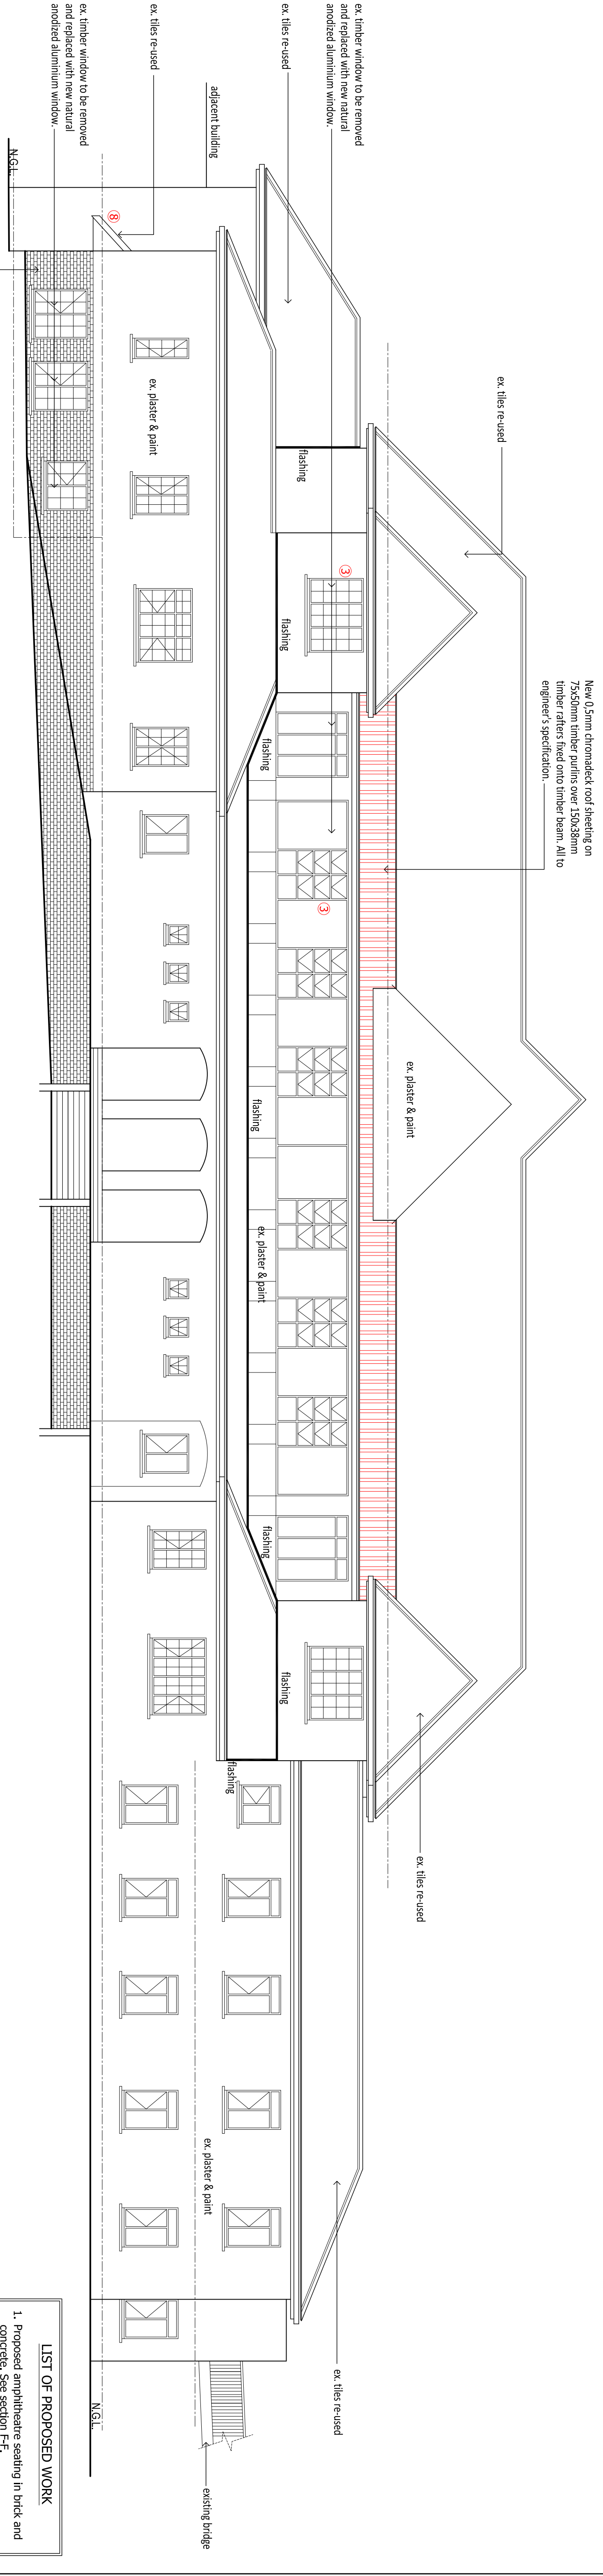 New 0,5mm chromadeck roof sheeting on
75x50mm timber purlins over 150x38mm
timber rafters fixed onto timber beam. All to
engineer's specification.
ex. tiles re-used
ex. tiles re-used
ex. timber window to be removed
and replaced with new natural
anodized aluminium window.
ex. tiles re-used
adjacent building
ex. tiles re-used
ex. timber window to be removed
and replaced with new natural
anodized aluminium window.
N.G.L.
8
3
3
flashing
flashing
flashing
flashing
flashing
flashing
flashing
ex. plaster & paint
ex. plaster & paint
ex. plaster & paint
ex. plaster & paint
ex. tiles re-used
ex. tiles re-used
existing bridge
N.G.L.
LIST OF PROPOSED WORK
1. Proposed amphitheatre seating in brick and
concrete. See section F-F.